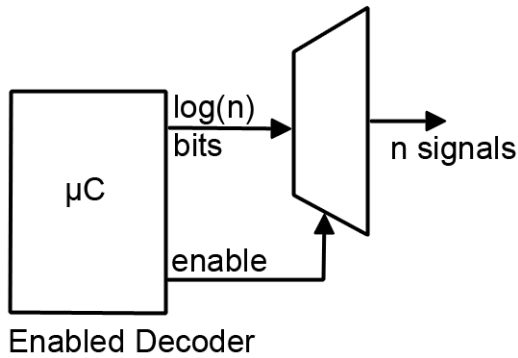 log(n)
bits
µC
n signals
enable
Enabled Decoder